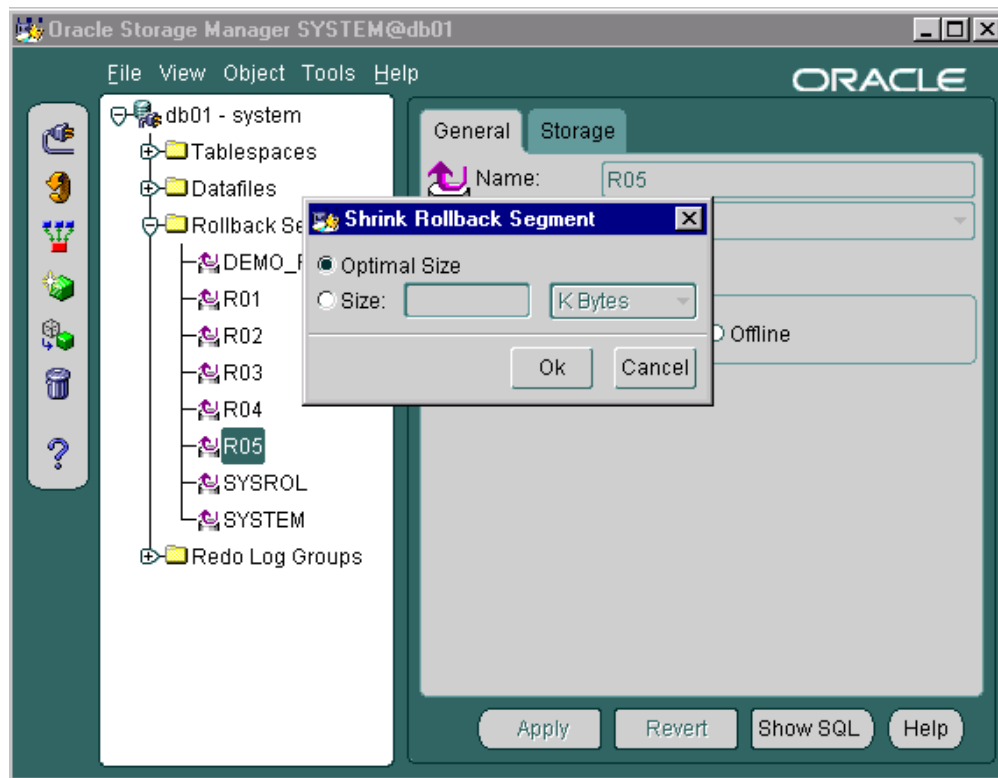 Oracle Storage Manager SYSTEM@db01
File View Object Tools Help
ORACLE
db01 - system
Tablespaces
Datafiles
Rollback Se
DEMO_
R01
R02
R03
R04
R05
SYSROL
SYSTEM
Redo Log Groups
General Storage
Name: R05
Shrink Rollback Segment
Optimal Size
Size: K Bytes
Ok Cancel
Offline
Apply Revert Show SQL Help